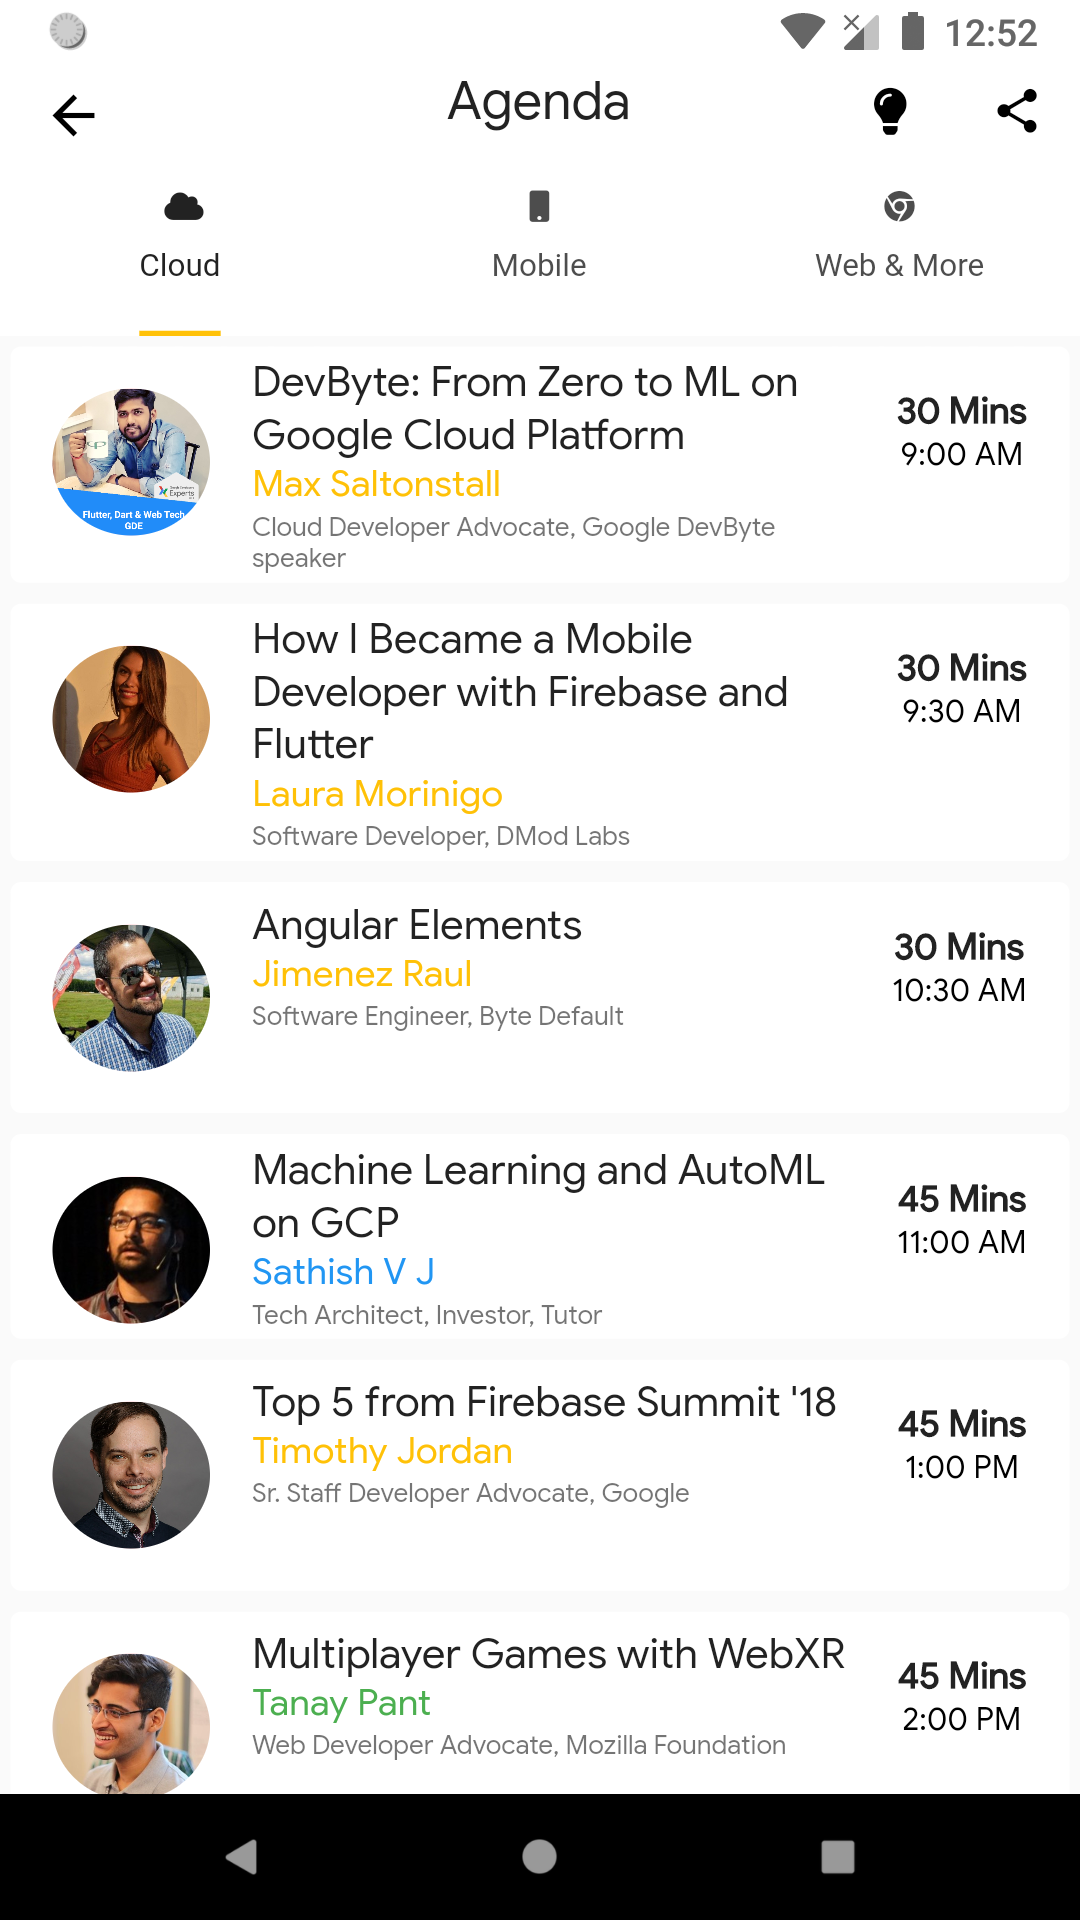 12:52
Agenda
Cloud
Mobile
Web & More
DevByte: From Zero to ML on
Google Cloud Platform
Max Saltonstall
Cloud Developer Advocate, Google DevByte
speaker
30 Mins
9:00 AM
Experts
Flutter, Dart & Web Tech
GDE
How I Became a Mobile
Developer with Firebase and
Flutter
Laura Morinigo
Software Developer, DMod Labs
30 Mins
9:30 AM
Angular Elements
Jimenez Raul
Software Engineer, Byte Default
30 Mins
10:30 AM
Machine Learning and AutoML
on GCP
Sathish V J
Tech Architect, Investor, Tutor
45 Mins
11:00 AM
Top 5 from Firebase Summit '18
Timothy Jordan
Sr. Staff Developer Advocate, Google
45 Mins
1:00 PM
Multiplayer Games with WebXR
Tanay Pant
Web Developer Advocate, Mozilla Foundation
45 Mins
2:00 PM